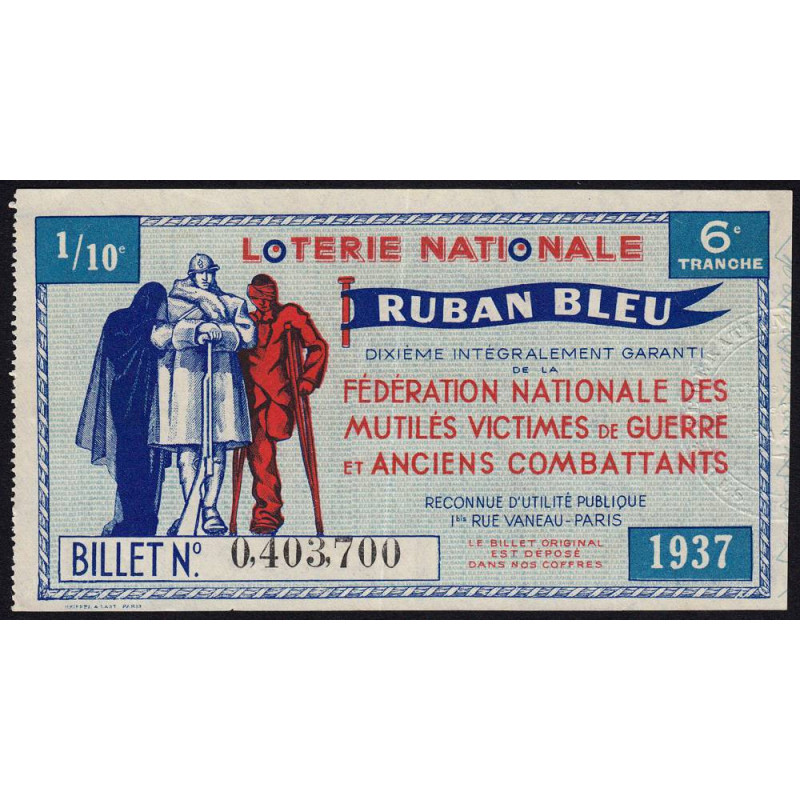 1/10e
LOTERIE NATIONALE
6e
TRANCHE
RUBAN BLEU
DIXIÈME INTÉGRALEMENT GARANTI
DE LA
FÉDÉRATION NATIONALE DES
MUTILÉS VICTIMES DE GUERRE
ET ANCIENS COMBATTANTS
RECONNUE D'UTILITÉ PUBLIQUE
1bis RUE VANEAU-PARIS
BILLET No. 0,403,700
LE BILLET ORIGINAL
EST DÉPOSÉ
DANS NOS COFFRES
1937